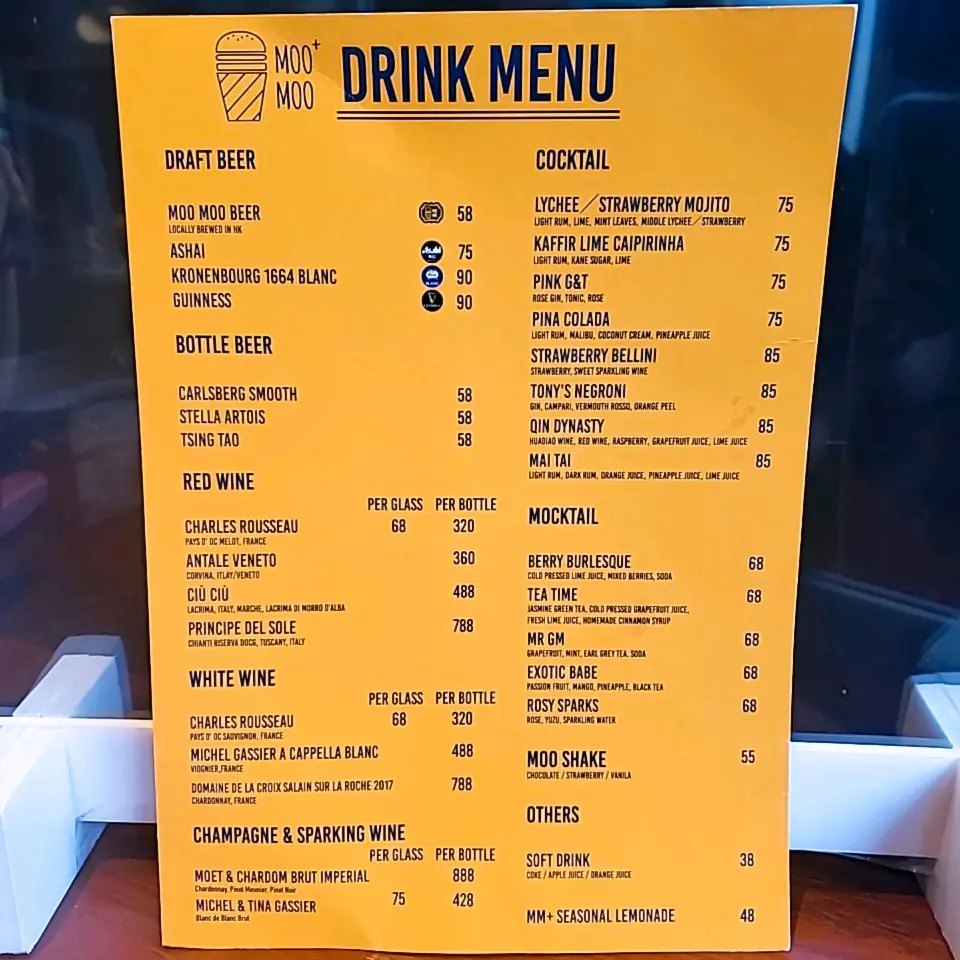 MOO+
MOO
DRINK MENU
DRAFT BEER
MOO MOO BEER 58
LOCALLY BREWED IN HK
ASHAI 75
KRONENBOURG 1664 BLANC 90
GUINNESS 90
BOTTLE BEER
CARLSBERG SMOOTH 58
STELLA ARTOIS 58
TSING TAO 58
RED WINE
PER GLASS PER BOTTLE
CHARLES ROUSSEAU 68 320
PAYS D' OC MELOT, FRANCE
ANTALE VENETO 360
CORVINA, ITLAY/VENETO
CIÙ CIÙ 488
LACRIMA, ITALY, MARCHE, LACRIMA DI MORRO D'ALBA
PRINCIPE DEL SOLE 788
CHIANTI RISERVA DOCG, TUSCANY, ITALY
WHITE WINE
PER GLASS PER BOTTLE
CHARLES ROUSSEAU 68 320
PAYS D' OC SAUVIGNON, FRANCE
MICHEL GASSIER A CAPPELLA BLANC 488
VIOGNIER,FRANCE
DOMAINE DE LA CROIX SALAIN SUR LA ROCHE 2017 788
CHARDONNAY, FRANCE
CHAMPAGNE & SPARKING WINE
PER GLASS PER BOTTLE
MOET & CHARDOM BRUT IMPERIAL 888
Chardonnay, Pinot Meunier, Pinot Noir
MICHEL & TINA GASSIER 75 428
Blanc de Blanc Brut
COCKTAIL
LYCHEE／STRAWBERRY MOJITO 75
LIGHT RUM, LIME, MINT LEAVES, MIDDLE LYCHEE／STRAWBERRY
KAFFIR LIME CAIPIRINHA 75
LIGHT RUM, KANE SUGAR, LIME
PINK G&T 75
ROSE GIN, TONIC, ROSE
PINA COLADA 75
LIGHT RUM, MALIBU, COCONUT CREAM, PINEAPPLE JUICE
STRAWBERRY BELLINI 85
STRAWBERRY, SWEET SPARKLING WINE
TONY'S NEGRONI 85
GIN, CAMPARI, VERMOUTH ROSSO, ORANGE PEEL
QIN DYNASTY 85
HUADIAO WINE, RED WINE, RASPBERRY, GRAPEFRUIT JUICE, LIME JUICE
MAI TAI 85
LIGHT RUM, DARK RUM, ORANGE JUICE, PINEAPPLE JUICE, LIME JUICE
MOCKTAIL
BERRY BURLESQUE 68
COLD PRESSED LIME JUICE, MIXED BERRIES, SODA
TEA TIME 68
JASMINE GREEN TEA, COLD PRESSED GRAPEFRUIT JUICE,
FRESH LIME JUICE, HOMEMADE CINNAMON SYRUP
MR GM 68
GRAPEFRUIT, MINT, EARL GREY TEA. SODA
EXOTIC BABE 68
PASSION FRUIT, MANGO, PINEAPPLE, BLACK TEA
ROSY SPARKS 68
ROSE, YUZU, SPARKLING WATER
MOO SHAKE 55
CHOCOLATE / STRAWBERRY / VANILA
OTHERS
SOFT DRINK 38
COKE / APPLE JUICE / ORANGE JUICE
MM+ SEASONAL LEMONADE 48